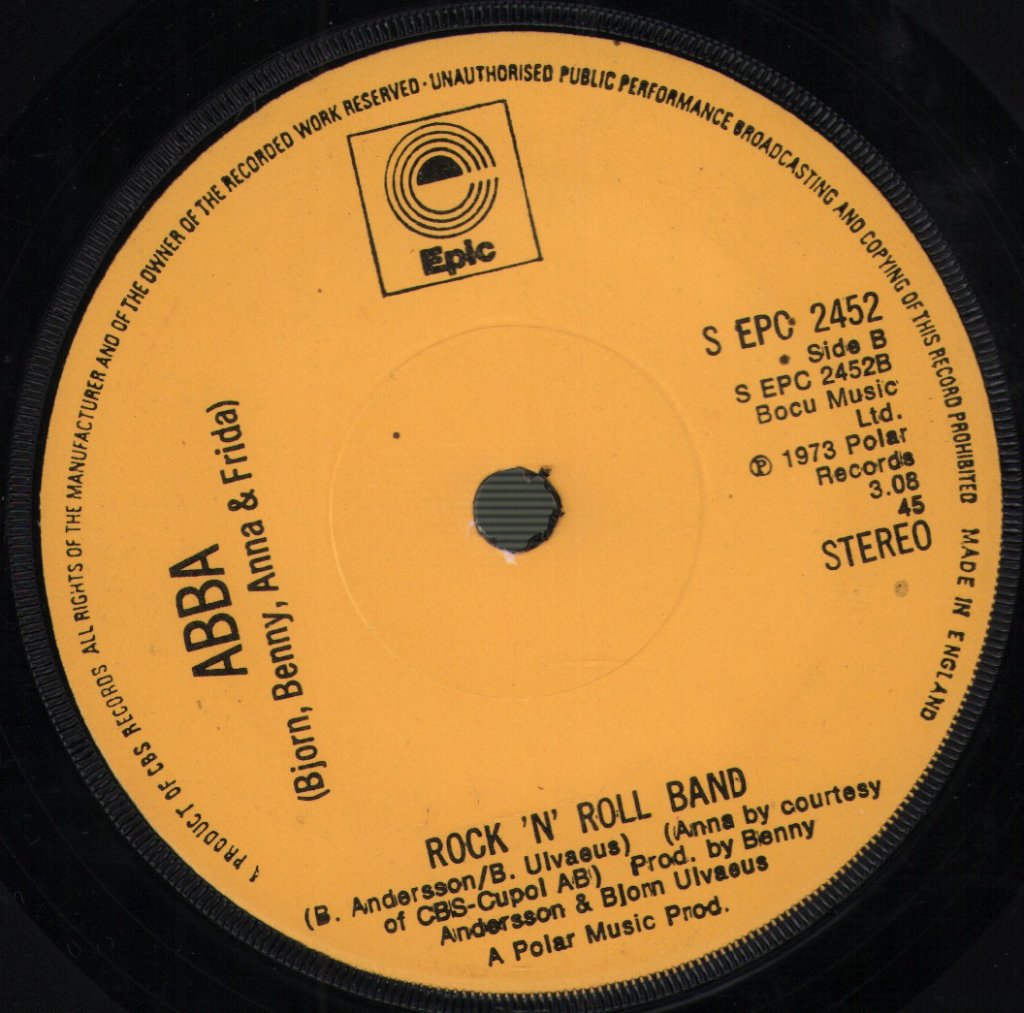 A PRODUCT OF CBS RECORDS ALL RIGHTS OF THE MANUFACTURER AND OF THE OWNER OF THE RECORDED WORK RESERVED · UNAUTHORISED PUBLIC PERFORMANCE BROADCASTING AND COPYING OF THIS RECORD PROHIBITED MADE IN ENGLAND
Epic
S EPC 2452
Side B
S EPC 2452B
Bocu Music
Ltd.
℗ 1973 Polar
Records
3.08
45
STEREO
ABBA
(Bjorn, Benny, Anna & Frida)
ROCK 'N' ROLL BAND
(B. Andersson/B. Ulvaeus) (Anna by courtesy
of CBS-Cupol AB) Prod. by Benny
Andersson & Bjorn Ulvaeus
A Polar Music Prod.